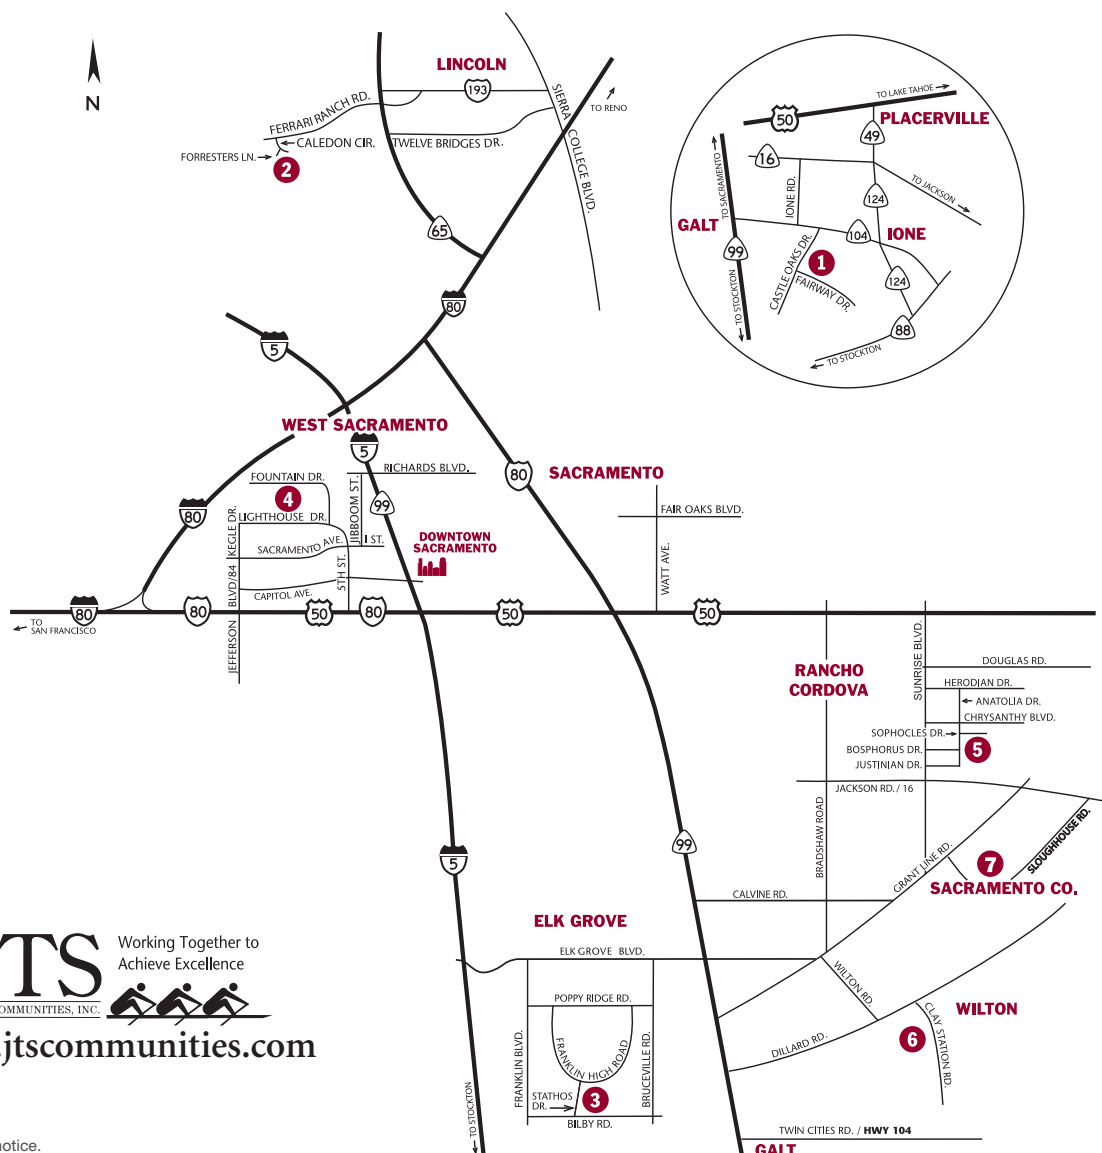 N
LINCOLN
193
FERRARI RANCH RD.
CALEDON CIR.
TWELVE BRIDGES DR.
FORRESTERS LN.
2
SIERRA COLLEGE BLVD.
TO RENO
65
80
5
TO LAKE TAHOE
50
PLACERVILLE
49
16
TO SACRAMENTO
IONE RD.
TO JACKSON
124
GALT
99
104
IONE
CASTLE OAKS DR.
1
FAIRWAY DR.
124
TO STOCKTON
88
TO STOCKTON
WEST SACRAMENTO
5
RICHARDS BLVD.
80
SACRAMENTO
FOUNTAIN DR.
4
JIBBOOM ST.
99
80
KEGLE DR.
LIGHTHOUSE DR.
FAIR OAKS BLVD.
SACRAMENTO AVE.
I ST.
DOWNTOWN
SACRAMENTO
WATT AVE.
5TH ST.
CAPITOL AVE.
JEFFERSON BLVD/84
80
80
50
80
50
50
TO
SAN FRANCISCO
RANCHO
CORDOVA
SUNRISE BLVD.
DOUGLAS RD.
HERODIAN DR.
ANATOLIA DR.
CHRYSANTHY BLVD.
SOPHOCLES DR.
BOSPHORUS DR.
5
JUSTINIAN DR.
JACKSON RD. / 16
BRADSHAW ROAD
SLOUGHHOUSE RD.
99
5
GRANT LINE RD.
7
SACRAMENTO CO.
CALVINE RD.
ELK GROVE
ELK GROVE BLVD.
POPPY RIDGE RD.
WILTON RD.
WILTON
CLAY STATION RD.
6
DILLARD RD.
FRANKLIN BLVD.
FRANKLIN HIGH ROAD
BRUCEVILLE RD.
STATHOS
DR.
3
BILBY RD.
TO STOCKTON
TWIN CITIES RD. / HWY 104
GALT
TS
OMMUNITIES, INC.
Working Together to
Achieve Excellence
.jtscommunities.com
notice.